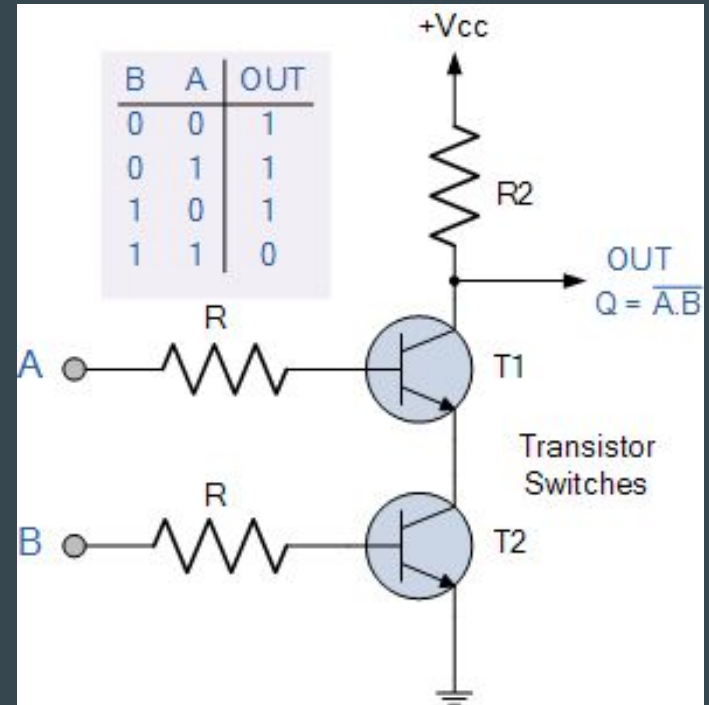 +Vcc
B A OUT
0 0 1
0 1 1
1 0 1
1 1 0
R2
OUT
Q = A̅.̅B̅
R
A
T1
Transistor
Switches
R
B
T2